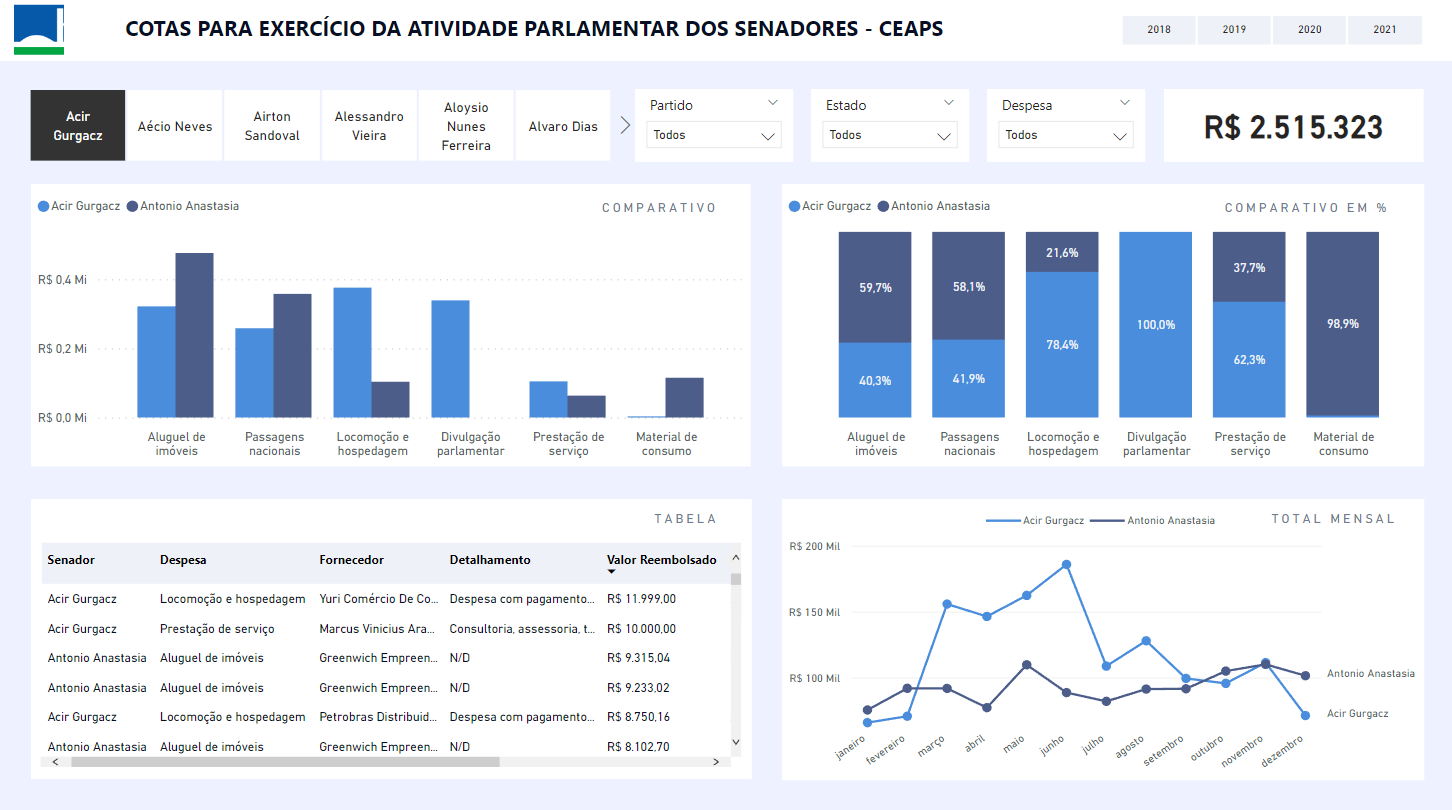 COTAS PARA EXERCÍCIO DA ATIVIDADE PARLAMENTAR DOS SENADORES - CEAPS
2018 2019 2020 2021
Acir
Gurgacz
Aécio Neves
Airton
Sandoval
Alessandro
Vieira
Aloysio
Nunes
Ferreira
Alvaro Dias
Partido
Todos
Estado
Todos
Despesa
Todos
R$ 2.515.323
Acir Gurgacz Antonio Anastasia
COMPARATIVO
R$ 0,4 Mi
R$ 0,2 Mi
R$ 0,0 Mi
Aluguel de
imóveis
Passagens
nacionais
Locomoção e
hospedagem
Divulgação
parlamentar
Prestação de
serviço
Material de
consumo
Acir Gurgacz Antonio Anastasia
COMPARATIVO EM %
59,7%
40,3%
58,1%
41,9%
21,6%
78,4%
100,0%
37,7%
62,3%
98,9%
Aluguel de
imóveis
Passagens
nacionais
Locomoção e
hospedagem
Divulgação
parlamentar
Prestação de
serviço
Material de
consumo
TABELA
Senador Despesa Fornecedor Detalhamento Valor Reembolsado
Acir Gurgacz Locomoção e hospedagem Yuri Comércio De Co... Despesa com pagamento... R$ 11.999,00
Acir Gurgacz Prestação de serviço Marcus Vinicius Ara... Consultoria, assessoria, t... R$ 10.000,00
Antonio Anastasia Aluguel de imóveis Greenwich Empreen... N/D R$ 9.315,04
Antonio Anastasia Aluguel de imóveis Greenwich Empreen... N/D R$ 9.233,02
Acir Gurgacz Locomoção e hospedagem Petrobras Distribuid... Despesa com pagamento... R$ 8.750,16
Antonio Anastasia Aluguel de imóveis Greenwich Empreen... N/D R$ 8.102,70
Acir Gurgacz Antonio Anastasia
TOTAL MENSAL
R$ 200 Mil
R$ 150 Mil
R$ 100 Mil
Antonio Anastasia
Acir Gurgacz
janeiro
fevereiro
março
abril
maio
junho
julho
agosto
setembro
outubro
novembro
dezembro